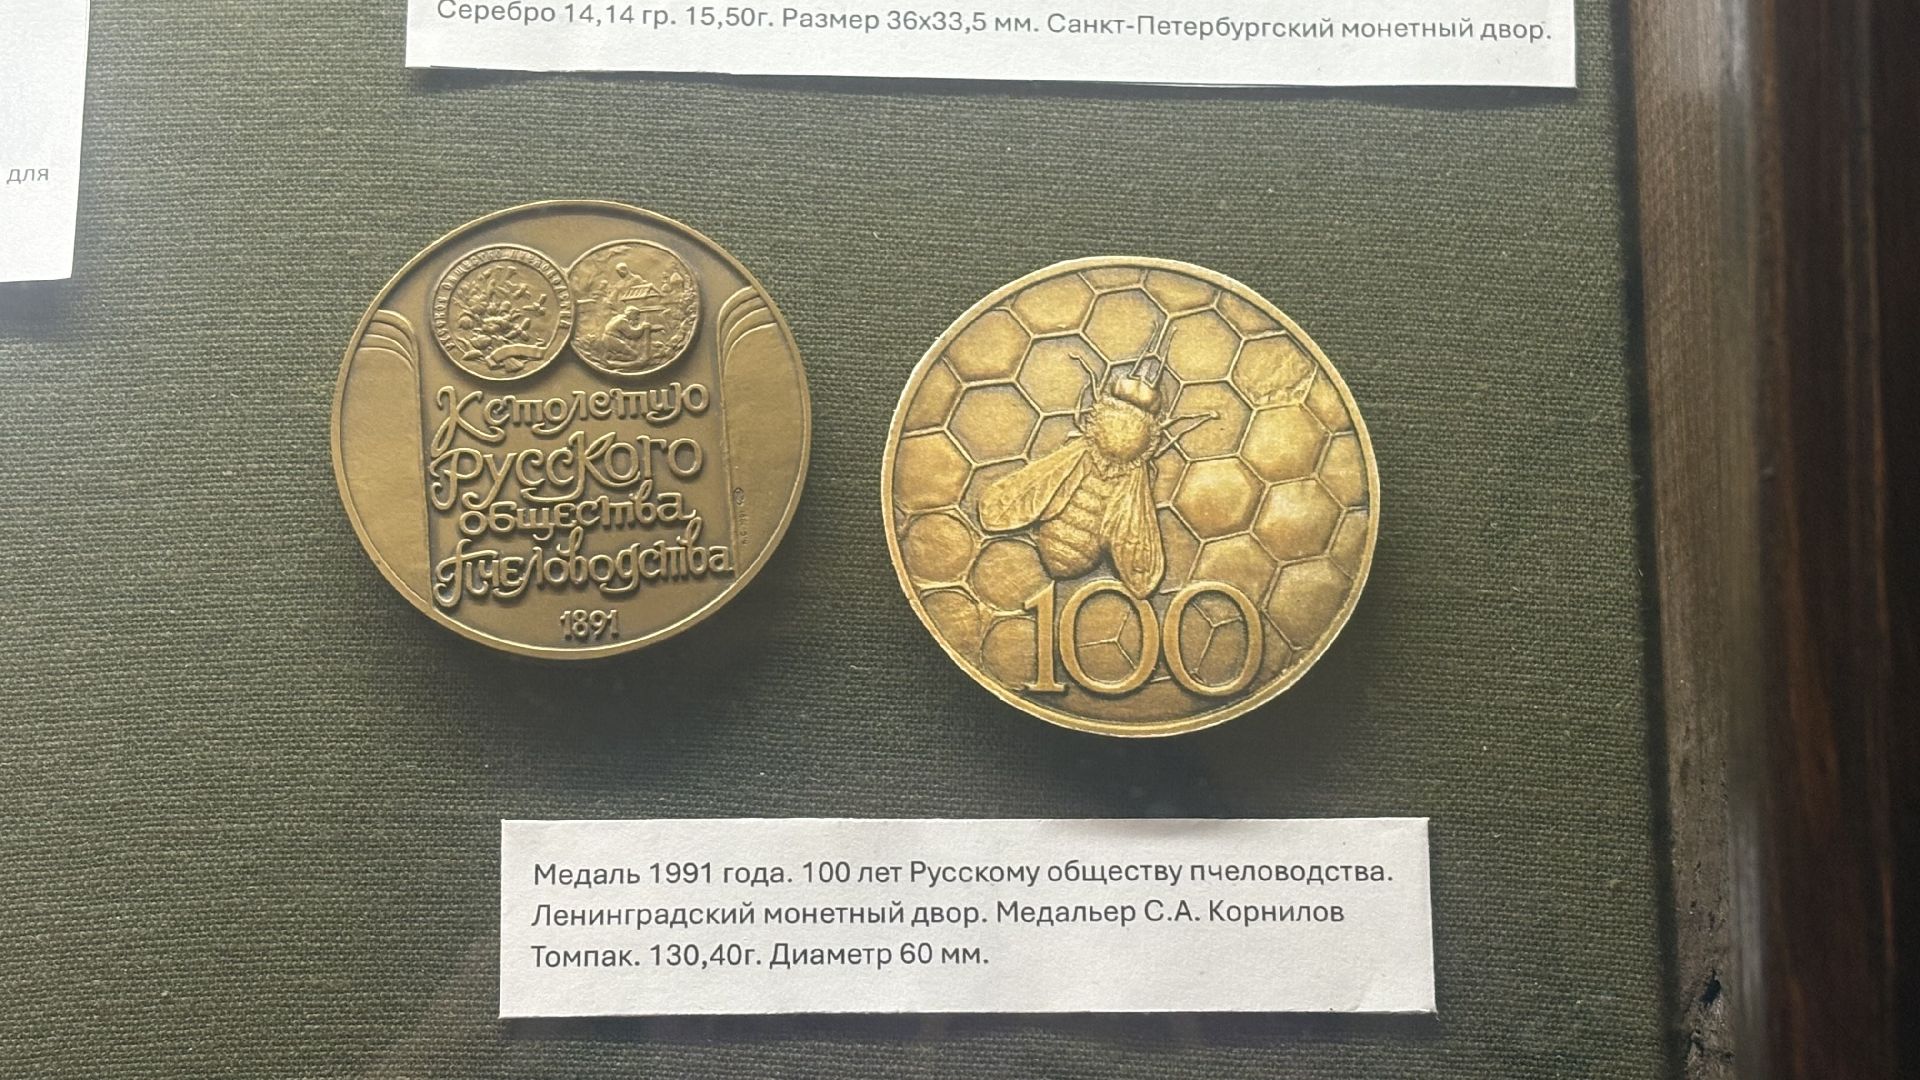 Серебро 14,14 гр. 15,50г. Размер 36х33,5 мм. Санкт-Петербургский монетный двор.
для
К столетию
Русского
общества
пчеловодства
1891
100
Медаль 1991 года. 100 лет Русскому обществу пчеловодства.
Ленинградский монетный двор. Медальер С.А. Корнилов
Томпак. 130,40г. Диаметр 60 мм.